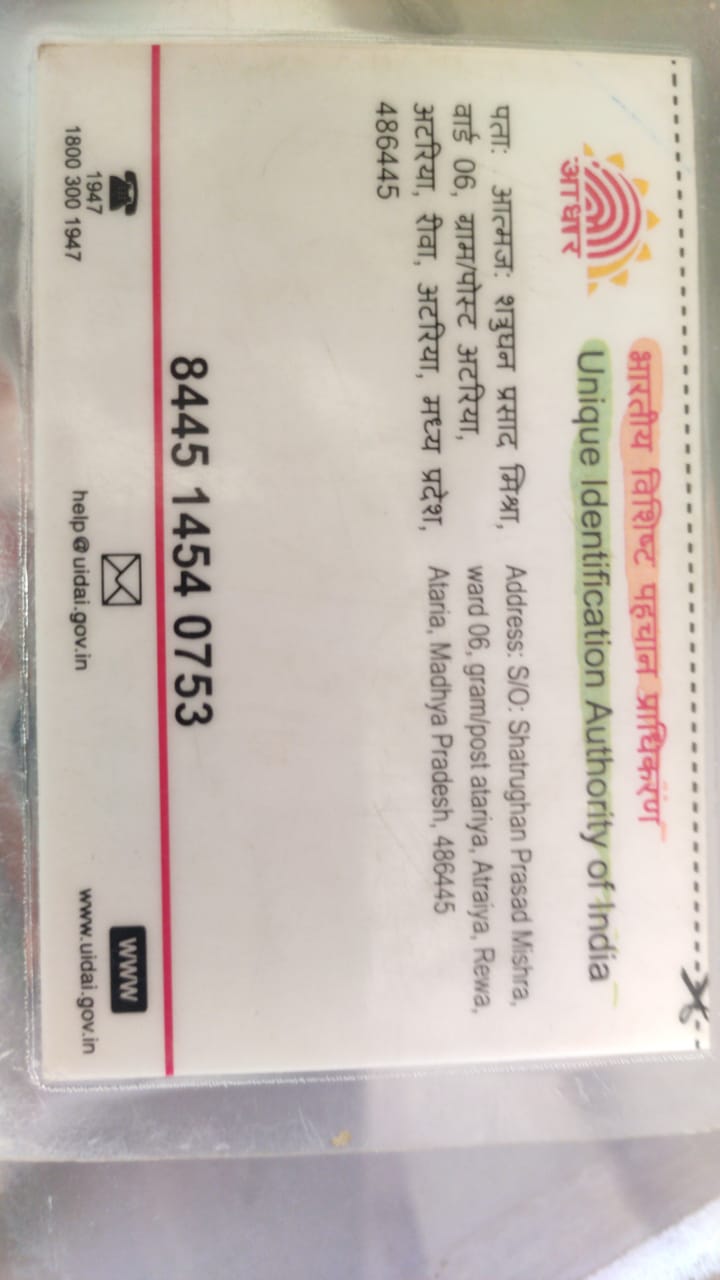 भारतीय विशिष्ट पहचान प्राधिकरण
Unique Identification Authority of India
आधार
पताः आत्मजः शत्रुघन प्रसाद मिश्रा,
वार्ड 06, ग्राम/पोस्ट अटरिया,
अटरिया, रीवा, अटरिया, मध्य प्रदेश,
486445
Address: S/O: Shatrughan Prasad Mishra,
ward 06, gram/post atariya, Atraiya, Rewa,
Ataria, Madhya Pradesh, 486445
8445 1454 0753
1947
1800 300 1947
help@uidai.gov.in
www
www.uidai.gov.in